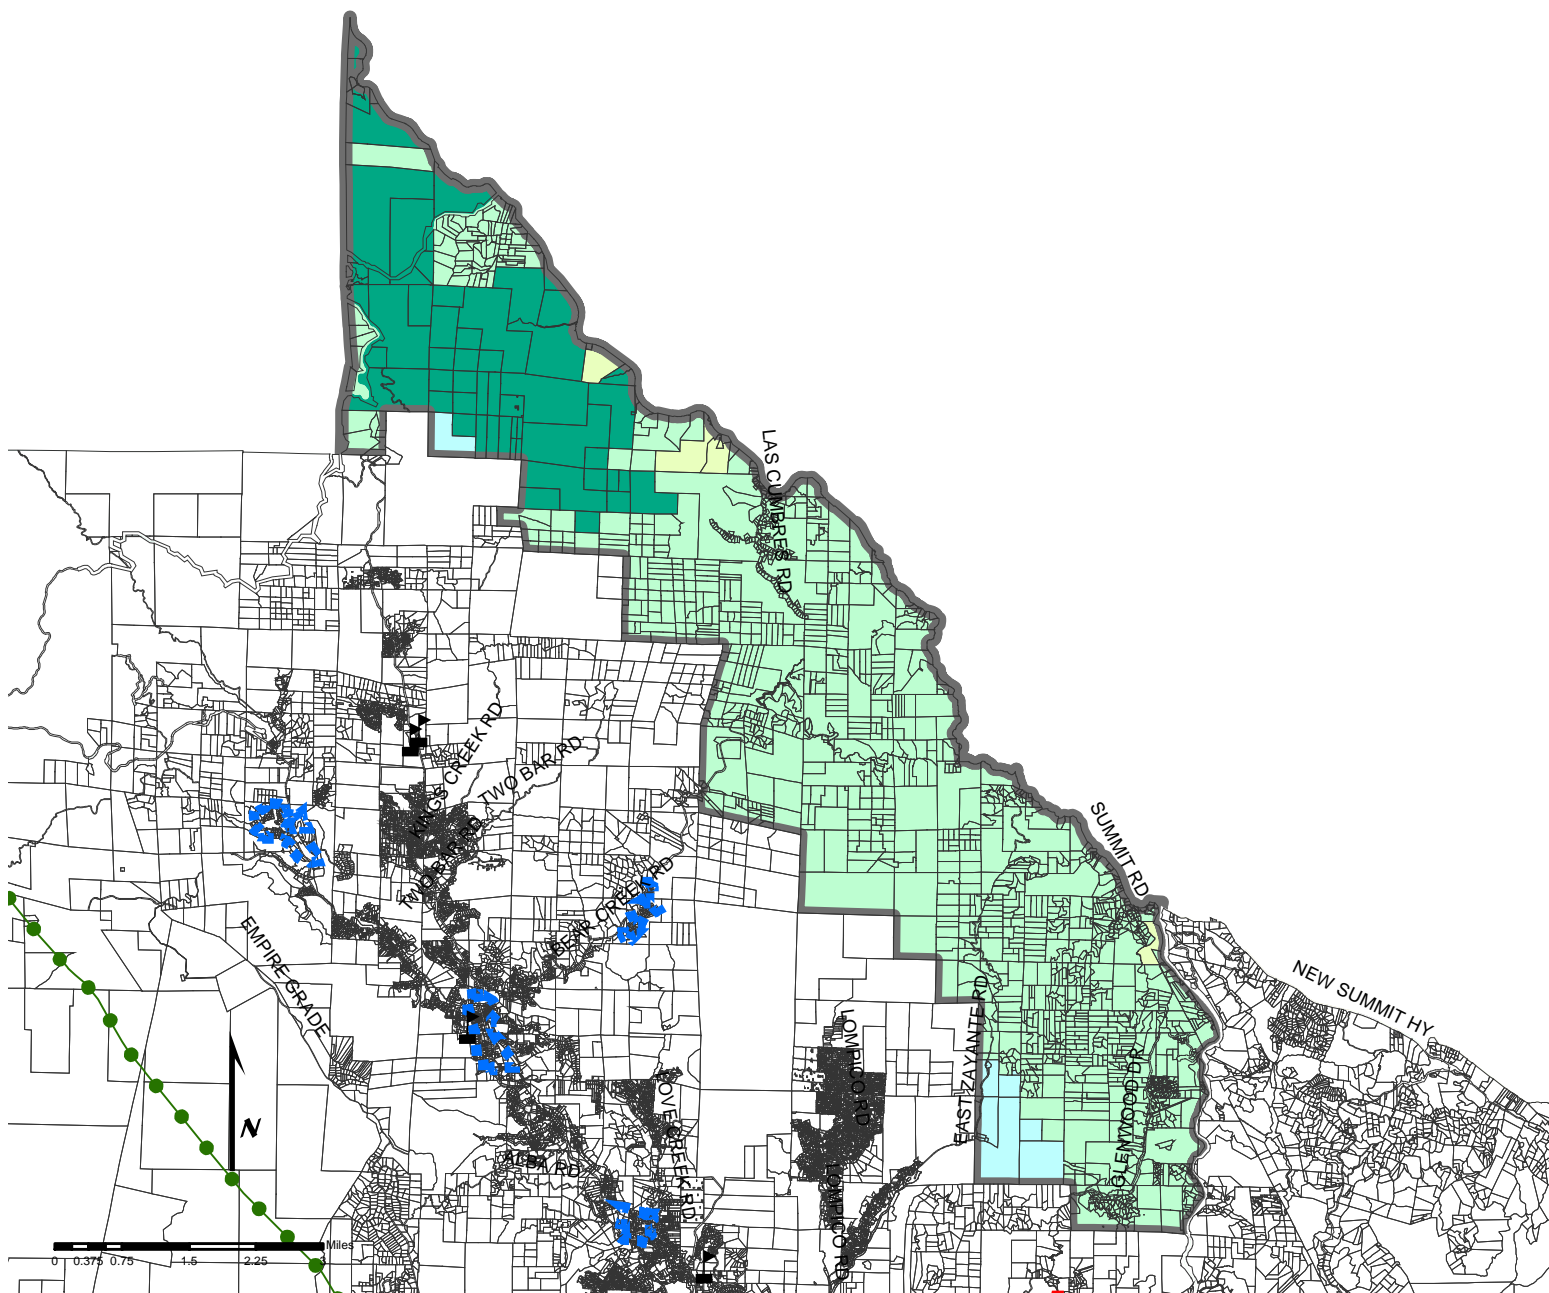 LAS CUMBRES RD
KINGS CREEK RD
TWO BAR RD
TWO BAR RD
SUMMIT RD
BEAR CREEK RD
EMPIRE GRADE
NEW SUMMIT HY
EAST ZAYANTE RD
LOMPICO RD
GLENWOOD DR
LOVE CREEK RD
ALBA RD
LOMPICO RD
N
Miles
0 0.375 0.75 1.5 2.25 3